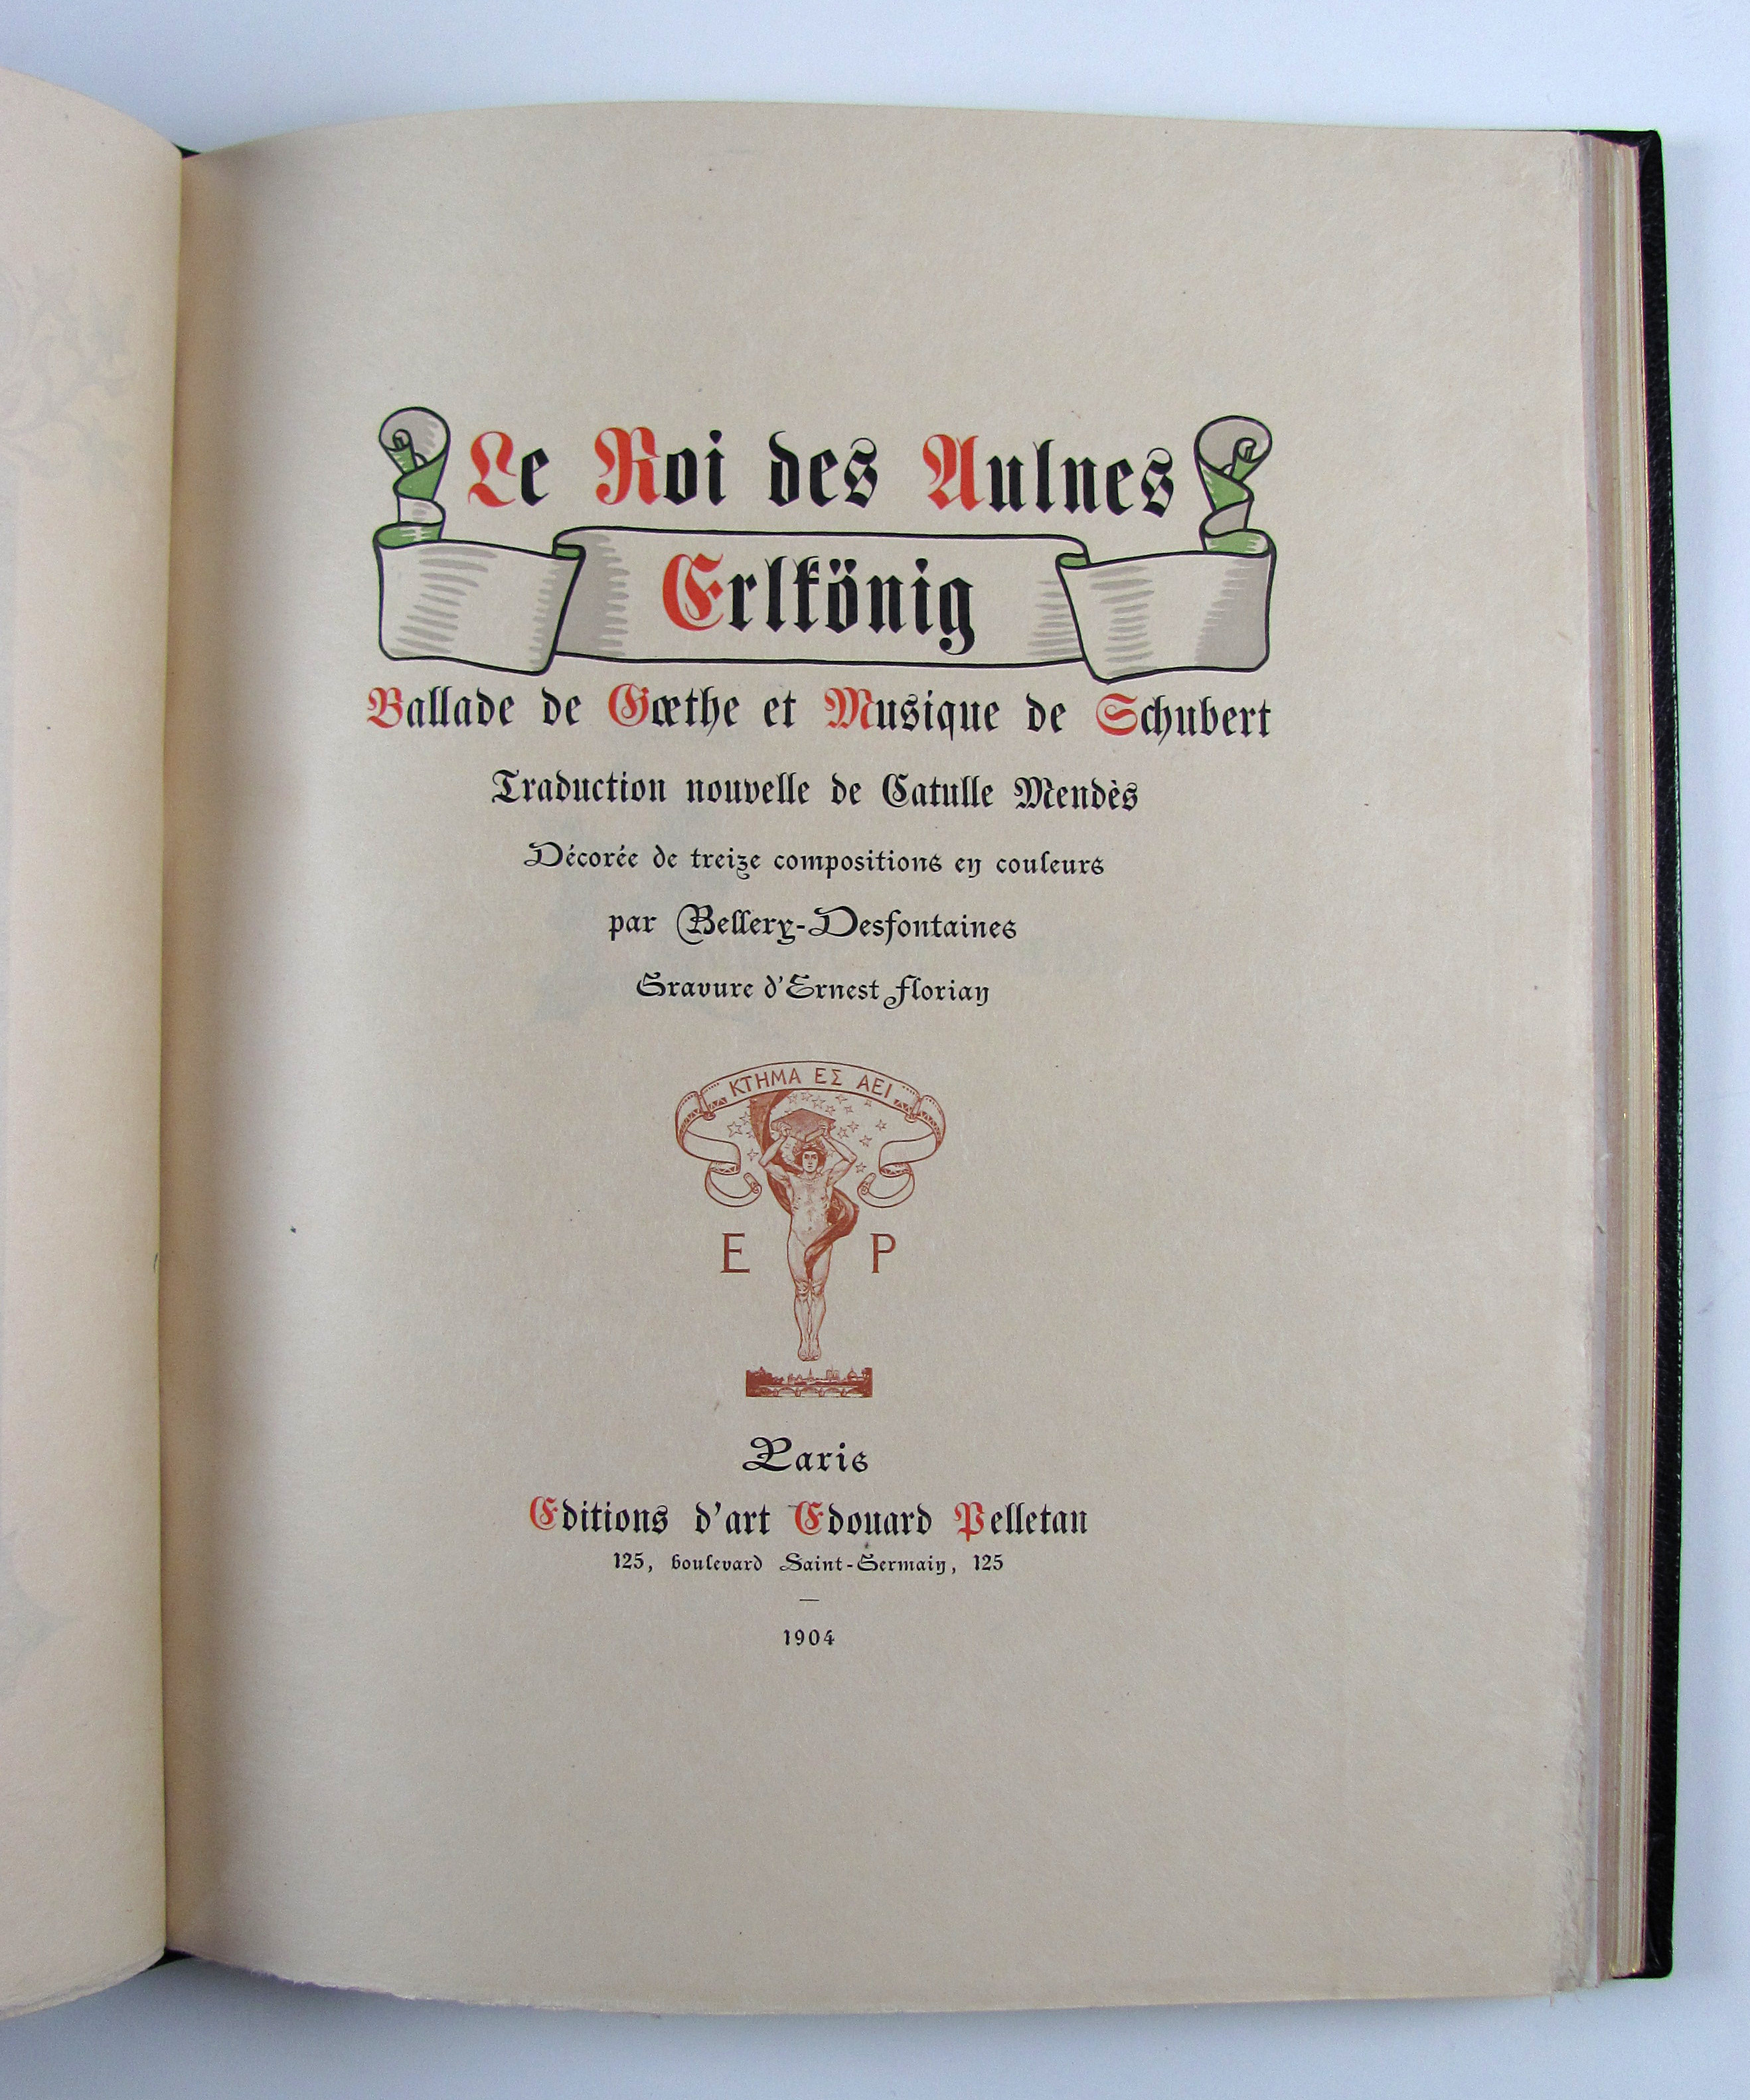 Le Roi des Aulnes
Erlkönig
Ballade de Gœthe et Musique de Schubert
Traduction nouvelle de Catulle Mendès
Décorée de treize compositions en couleurs
par Bellery-Desfontaines
Gravure d'Ernest Florian
ΚΤΗΜΑ ΕΣ ΑΕΙ
E P
Paris
Editions d'art Edouard Pelletan
125, boulevard Saint-Germain, 125
1904